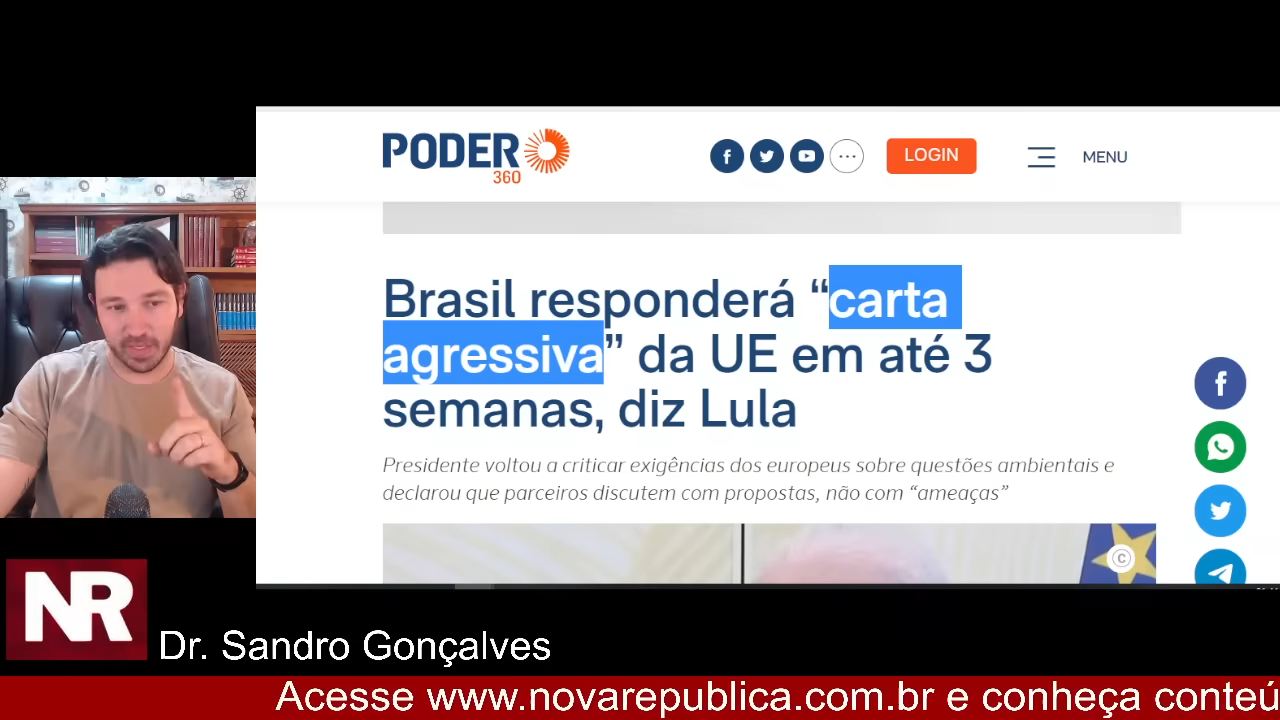 PODER
360
LOGIN
MENU
Brasil responderá “carta
agressiva” da UE em até 3
semanas, diz Lula
Presidente voltou a criticar exigências dos europeus sobre questões ambientais e
declarou que parceiros discutem com propostas, não com “ameaças”
©
NR
Dr. Sandro Gonçalves
Acesse www.novarepublica.com.br e conheça conteú